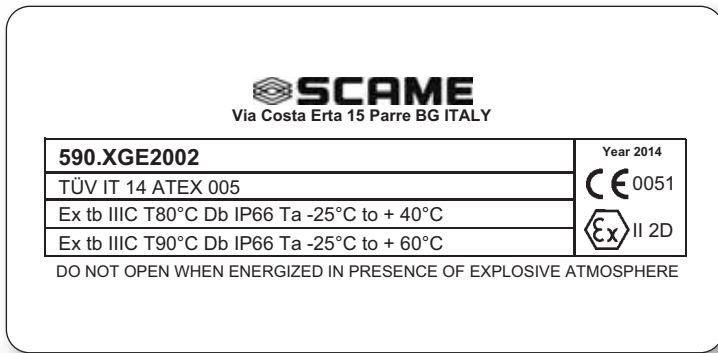 SCAME
Via Costa Erta 15 Parre BG ITALY
590.XGE2002
Year 2014
TÜV IT 14 ATEX 005
CE 0051
Ex tb IIIC T80°C Db IP66 Ta -25°C to + 40°C
Ex tb IIIC T90°C Db IP66 Ta -25°C to + 60°C
Ex II 2D
DO NOT OPEN WHEN ENERGIZED IN PRESENCE OF EXPLOSIVE ATMOSPHERE